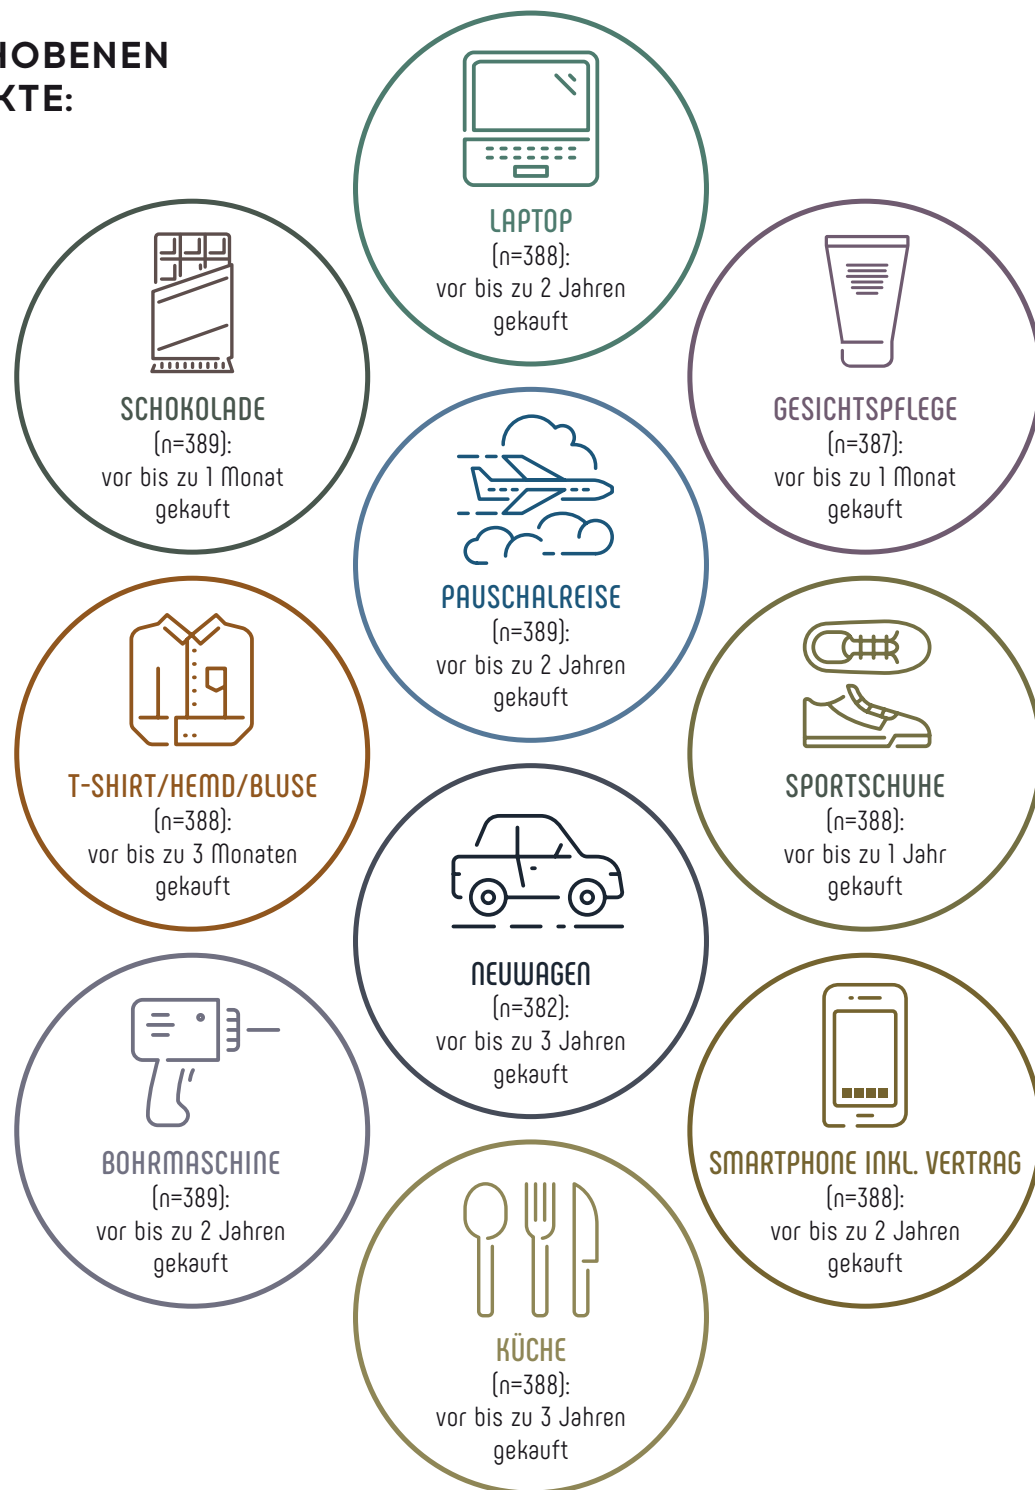 HOBENEN
KTE:
LAPTOP
(n=388):
vor bis zu 2 Jahren
gekauft
SCHOKOLADE
(n=389):
vor bis zu 1 Monat
gekauft
GESICHTSPFLEGE
(n=387):
vor bis zu 1 Monat
gekauft
PAUSCHALREISE
(n=389):
vor bis zu 2 Jahren
gekauft
T-SHIRT/HEMD/BLUSE
(n=388):
vor bis zu 3 Monaten
gekauft
SPORTSCHUHE
(n=388):
vor bis zu 1 Jahr
gekauft
NEUWAGEN
(n=382):
vor bis zu 3 Jahren
gekauft
BOHRMASCHINE
(n=389):
vor bis zu 2 Jahren
gekauft
SMARTPHONE INKL. VERTRAG
(n=388):
vor bis zu 2 Jahren
gekauft
KÜCHE
(n=388):
vor bis zu 3 Jahren
gekauft